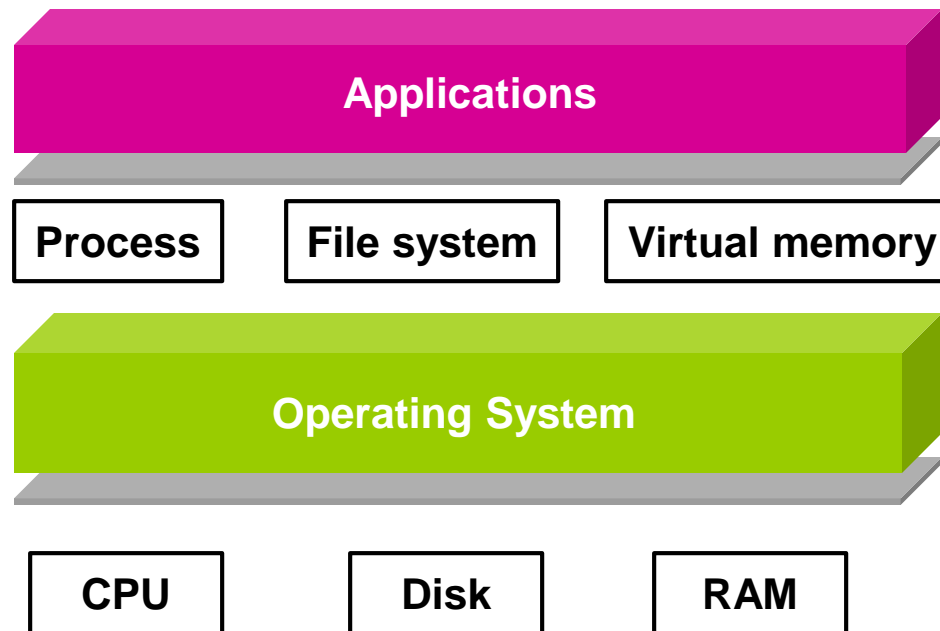 Applications
Process File system Virtual memory
Operating System
CPU Disk RAM